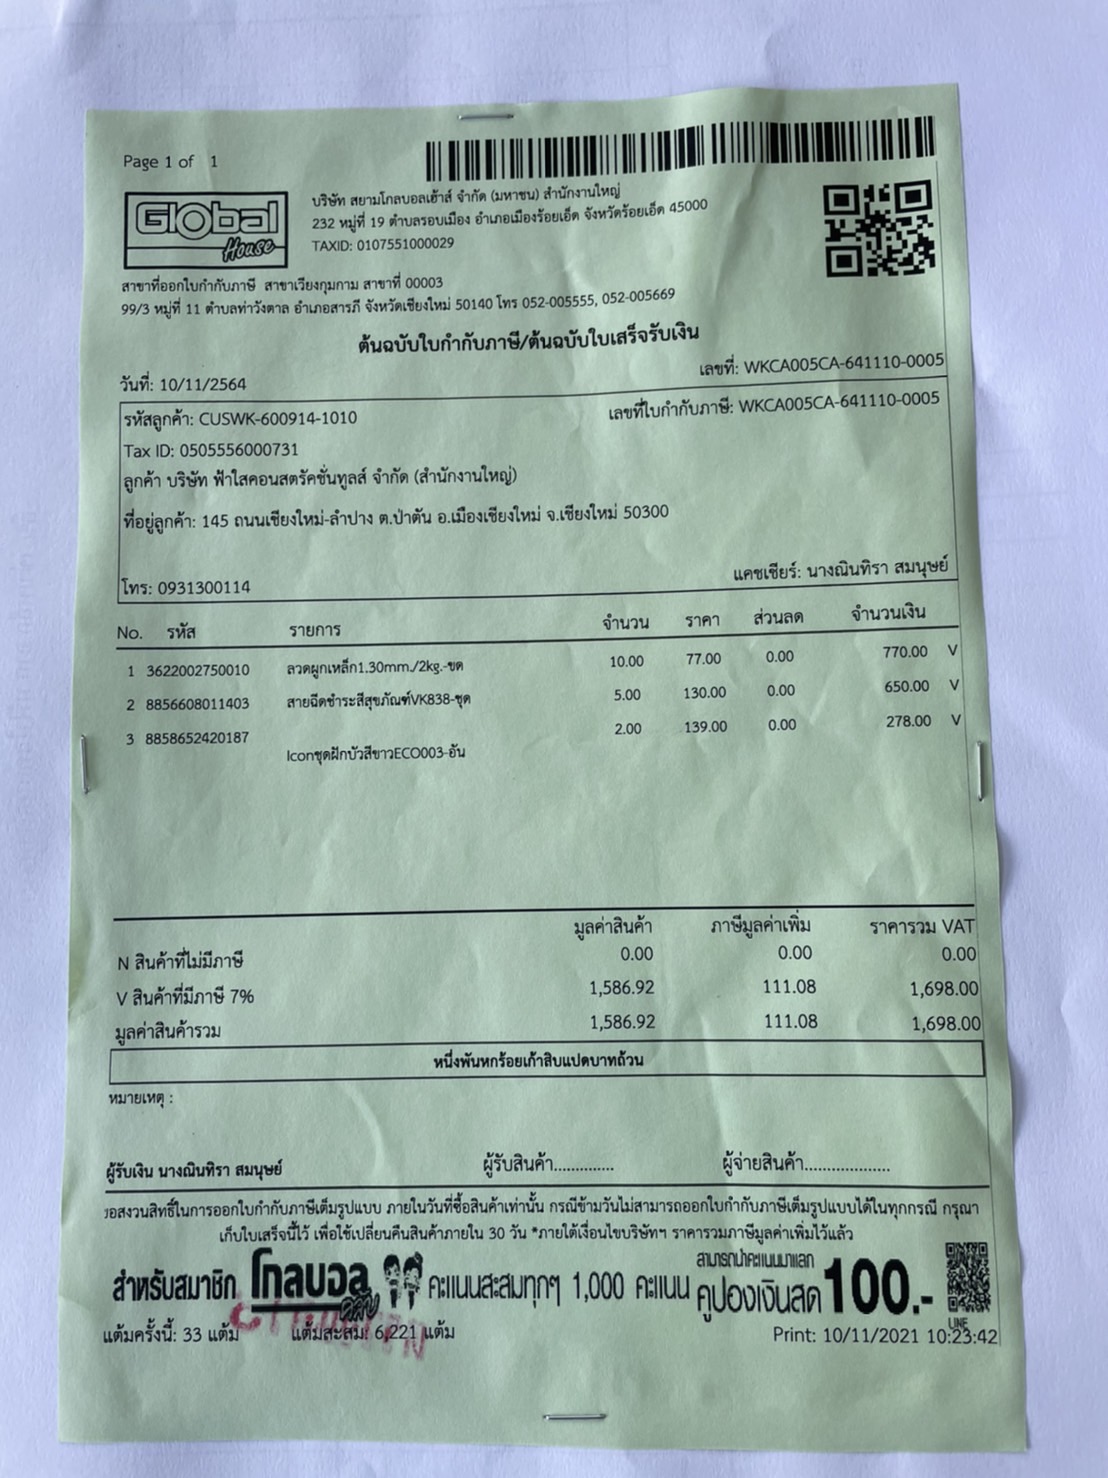 Page 1 of 1
Global
House
บริษัท สยามโกลบอลเฮ้าส์ จำกัด (มหาชน) สำนักงานใหญ่
232 หมู่ที่ 19 ตำบลรอบเมือง อำเภอเมืองร้อยเอ็ด จังหวัดร้อยเอ็ด 45000
TAXID: 0107551000029
สาขาที่ออกใบกำกับภาษี สาขาเวียงกุมกาม สาขาที่ 00003
99/3 หมู่ที่ 11 ตำบลท่าวังตาล อำเภอสารภี จังหวัดเชียงใหม่ 50140 โทร 052-005555, 052-005669
ต้นฉบับใบกำกับภาษี/ต้นฉบับใบเสร็จรับเงิน
วันที่: 10/11/2564 เลขที่: WKCA005CA-641110-0005
รหัสลูกค้า: CUSWK-600914-1010 เลขที่ใบกำกับภาษี: WKCA005CA-641110-0005
Tax ID: 0505556000731
ลูกค้า บริษัท ฟ้าใสคอนสตรัคชั่นทูลส์ จำกัด (สำนักงานใหญ่)
ที่อยู่ลูกค้า: 145 ถนนเชียงใหม่-ลำปาง ต.ป่าตัน อ.เมืองเชียงใหม่ จ.เชียงใหม่ 50300
โทร: 0931300114 แคชเชียร์: นางณินทิรา สมนุษย์
No. รหัส รายการ จำนวน ราคา ส่วนลด จำนวนเงิน
1 3622002750010 ลวดผูกเหล็ก1.30mm./2kg.-ขด 10.00 77.00 0.00 770.00 V
2 8856608011403 สายฉีดชำระสีสุขภัณฑ์VK838-ชุด 5.00 130.00 0.00 650.00 V
3 8858652420187 2.00 139.00 0.00 278.00 V
IconชุดฝักบัวสีขาวECO003-อัน
มูลค่าสินค้า ภาษีมูลค่าเพิ่ม ราคารวม VAT
N สินค้าที่ไม่มีภาษี 0.00 0.00 0.00
V สินค้าที่มีภาษี 7% 1,586.92 111.08 1,698.00
มูลค่าสินค้ารวม 1,586.92 111.08 1,698.00
หนึ่งพันหกร้อยเก้าสิบแปดบาทถ้วน
หมายเหตุ :
ผู้รับเงิน นางณินทิรา สมนุษย์ ผู้รับสินค้า.............. ผู้จ่ายสินค้า....................
ขอสงวนสิทธิ์ในการออกใบกำกับภาษีเต็มรูปแบบ ภายในวันที่ซื้อสินค้าเท่านั้น กรณีข้ามวันไม่สามารถออกใบกำกับภาษีเต็มรูปแบบได้ในทุกกรณี กรุณา
เก็บใบเสร็จนี้ไว้ เพื่อใช้เปลี่ยนคืนสินค้าภายใน 30 วัน *ภายใต้เงื่อนไขบริษัทฯ ราคารวมภาษีมูลค่าเพิ่มไว้แล้ว
สำหรับสมาชิก โกลบอล คลับ คะแนนสะสมทุกๆ 1,000 คะแนน สามารถนำคะแนนมาแลก คูปองเงินสด 100.-
LINE
แต้มครั้งนี้: 33 แต้ม แต้มสะสม: 6,221 แต้ม Print: 10/11/2021 10:23:42